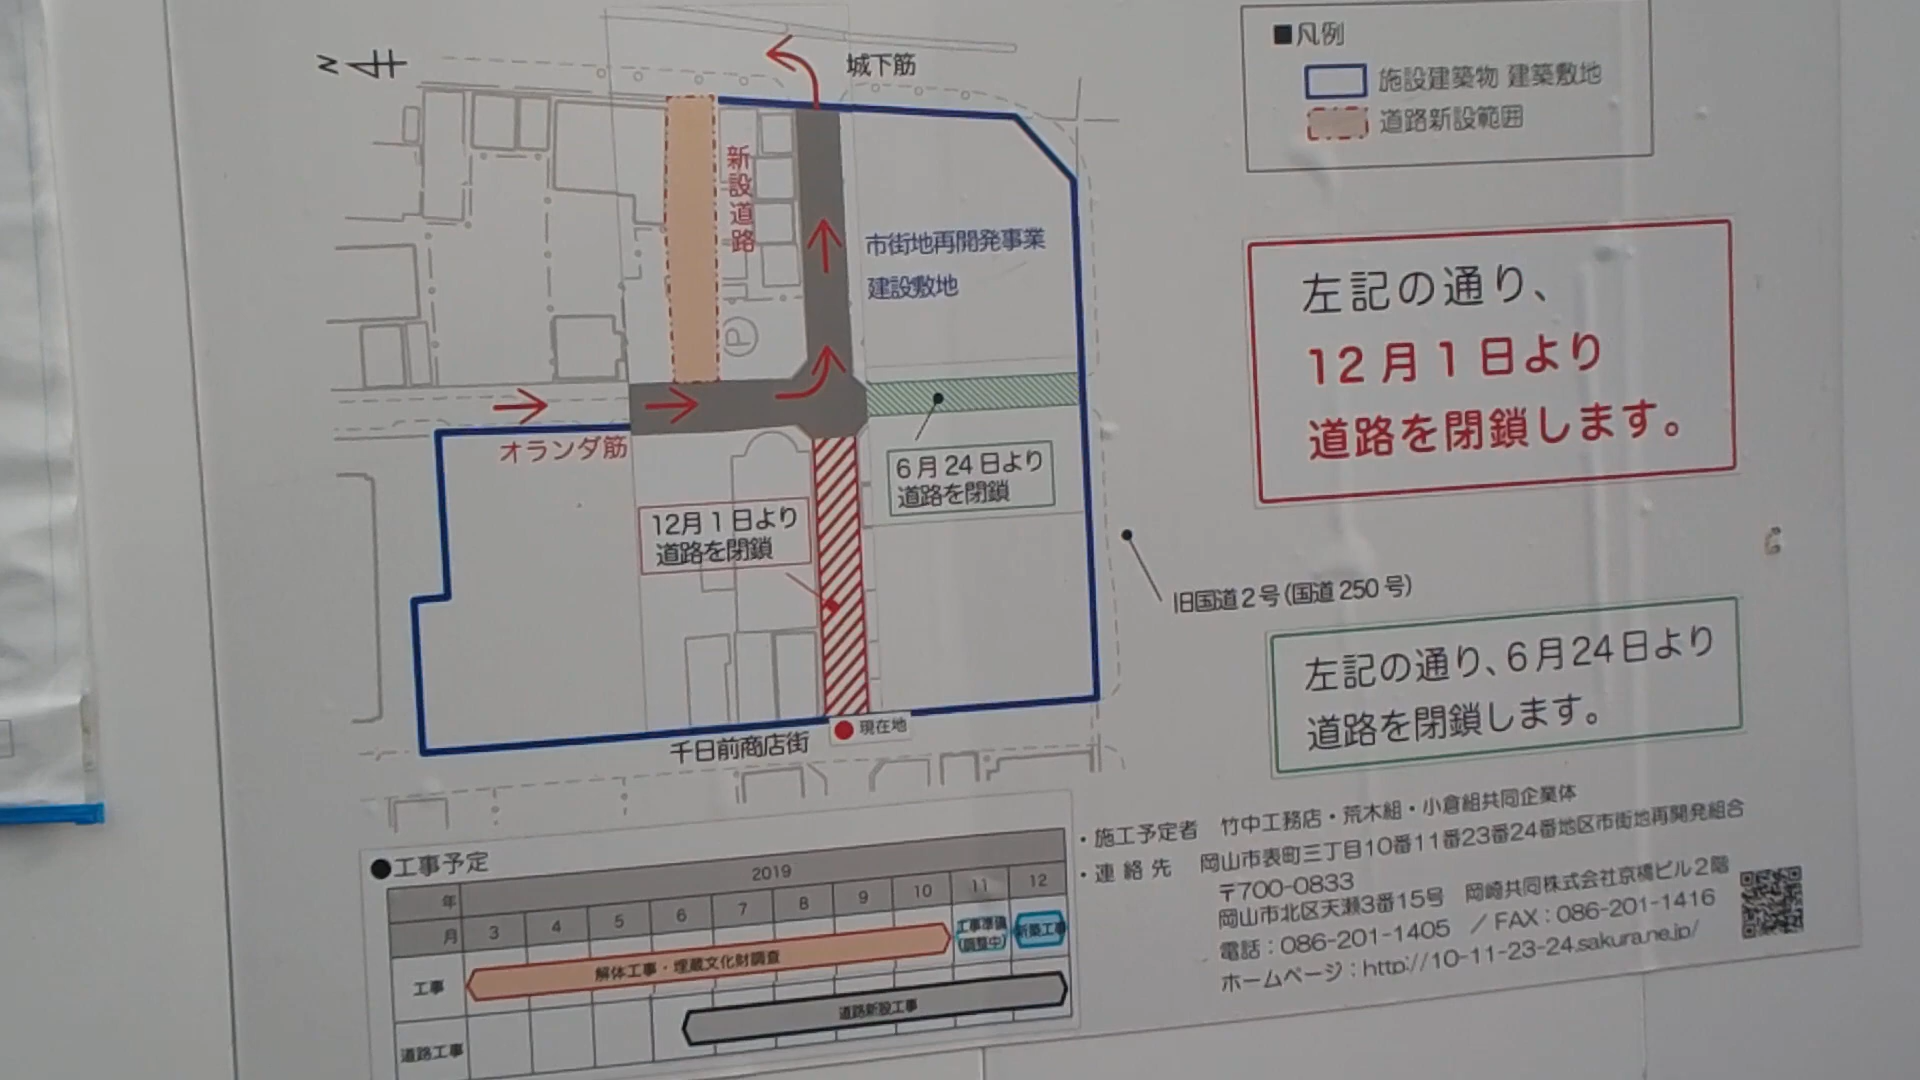 N
城下筋
■凡例
施設建築物 建築敷地
道路新設範囲
新設道路
市街地再開発事業
建設敷地
P
オランダ筋
6月24日より
道路を閉鎖
12月1日より
道路を閉鎖
左記の通り、
12月1日より
道路を閉鎖します。
旧国道2号(国道250号)
左記の通り、6月24日より
道路を閉鎖します。
千日前商店街
現在地
・施工予定者 竹中工務店・荒木組・小倉組共同企業体
・連絡先 岡山市表町三丁目10番11番23番24番地区市街地再開発組合
〒700-0833
岡山市北区天瀬3番15号 岡崎共同株式会社京橋ビル2階
電話:086-201-1405 /FAX:086-201-1416
ホームページ:http://10-11-23-24.sakura.ne.jp/
●工事予定
年 2019
月 3 4 5 6 7 8 9 10 11 12
工事 解体工事・埋蔵文化財調査 工事準備(調整中) 新築工事
道路工事 道路新設工事